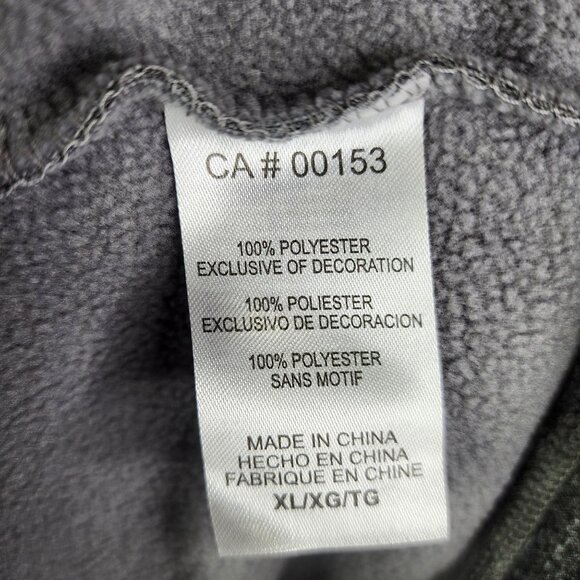 CA # 00153
100% POLYESTER
EXCLUSIVE OF DECORATION
100% POLIESTER
EXCLUSIVO DE DECORACION
100% POLYESTER
SANS MOTIF
MADE IN CHINA
HECHO EN CHINA
FABRIQUE EN CHINE
XL/XG/TG